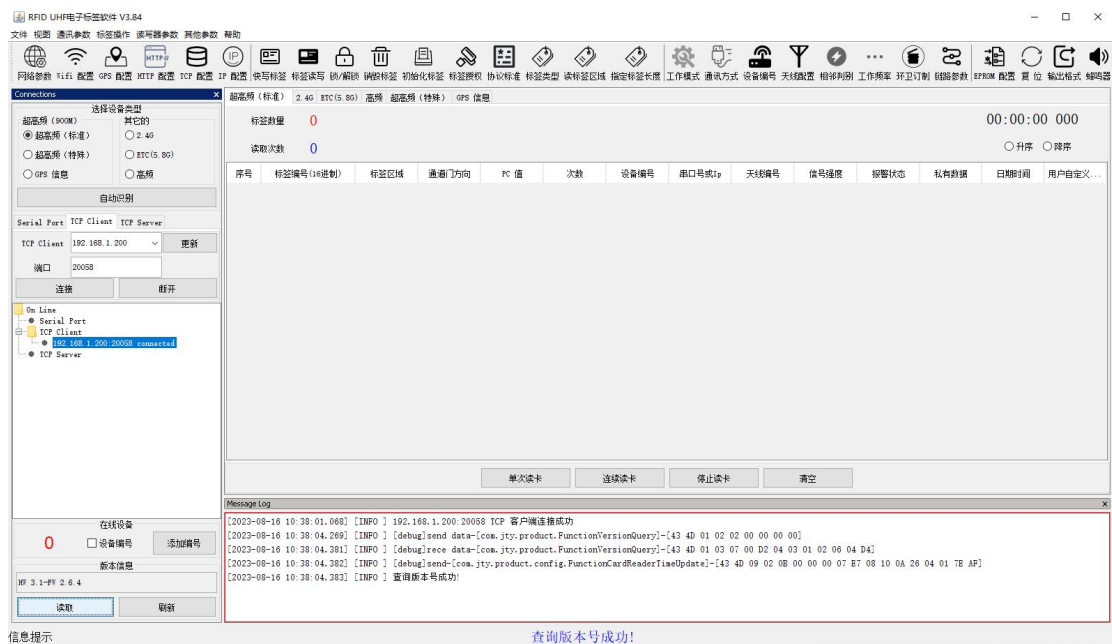 RFID UHF电子标签软件 V3.84
文件 视图 通讯参数 标签操作 读写器参数 其他参数 帮助
HTTP://
IP
网络参数 Wifi 配置 GPS 配置 HTTP 配置 TCP 配置 IP 配置 快写标签 标签读写 锁/解锁 销毁标签 初始化标签 标签授权 协议标准 标签类型 读标签区域 指定标签长度 工作模式 通讯方式 设备编号 天线配置 相邻判别 工作频率 环卫订制 树路参数 EPROM 配置 复 位 输出格式 蜂鸣器
Connections x
选择设备类型
超高频 (900M) 其它的
超高频 (标准) 2.4G
超高频 (特殊) ETC(5.8G)
GPS 信息 高频
自动识别
Serial Port TCP Client TCP Server
TCP Client 192.168.1.200 更新
端口 20058
连接 断开
On Line
Serial Port
TCP Client
192.168.1.200:20058 connected
TCP Server
在线设备
0 设备编号 添加编号
版本信息
HV 3.1-FV 2.6.4
读取 刷新
超高频 (标准) 2.4G ETC(5.8G) 高频 超高频 (特殊) GPS 信息
标签数量 0 00:00:00 000
读取次数 0 升序 降序
序号 标签编号(16进制) 标签区域 通道门方向 PC 值 次数 设备编号 串口号或Ip 天线编号 信号强度 报警状态 私有数据 日期时间 用户自定义...
单次读卡 连续读卡 停止读卡 清空
Message Log x
[2023-08-16 10:38:01.068] [INFO ] 192.168.1.200:20058 TCP 客户端连接成功
[2023-08-16 10:38:04.269] [INFO ] [debug]send data-[com.jty.product.FunctionVersionQuery]-[43 4D 01 02 02 00 00 00 00]
[2023-08-16 10:38:04.381] [INFO ] [debug]rece data-[com.jty.product.FunctionVersionQuery]-[43 4D 01 03 07 00 D2 04 03 01 02 06 04 D4]
[2023-08-16 10:38:04.382] [INFO ] [debug]send-[com.jty.product.config.FunctionCardReaderTimeUpdate]-[43 4D 09 02 0B 00 00 00 07 E7 08 10 0A 26 04 01 7E AF]
[2023-08-16 10:38:04.383] [INFO ] 查询版本号成功!
信息提示 查询版本号成功!